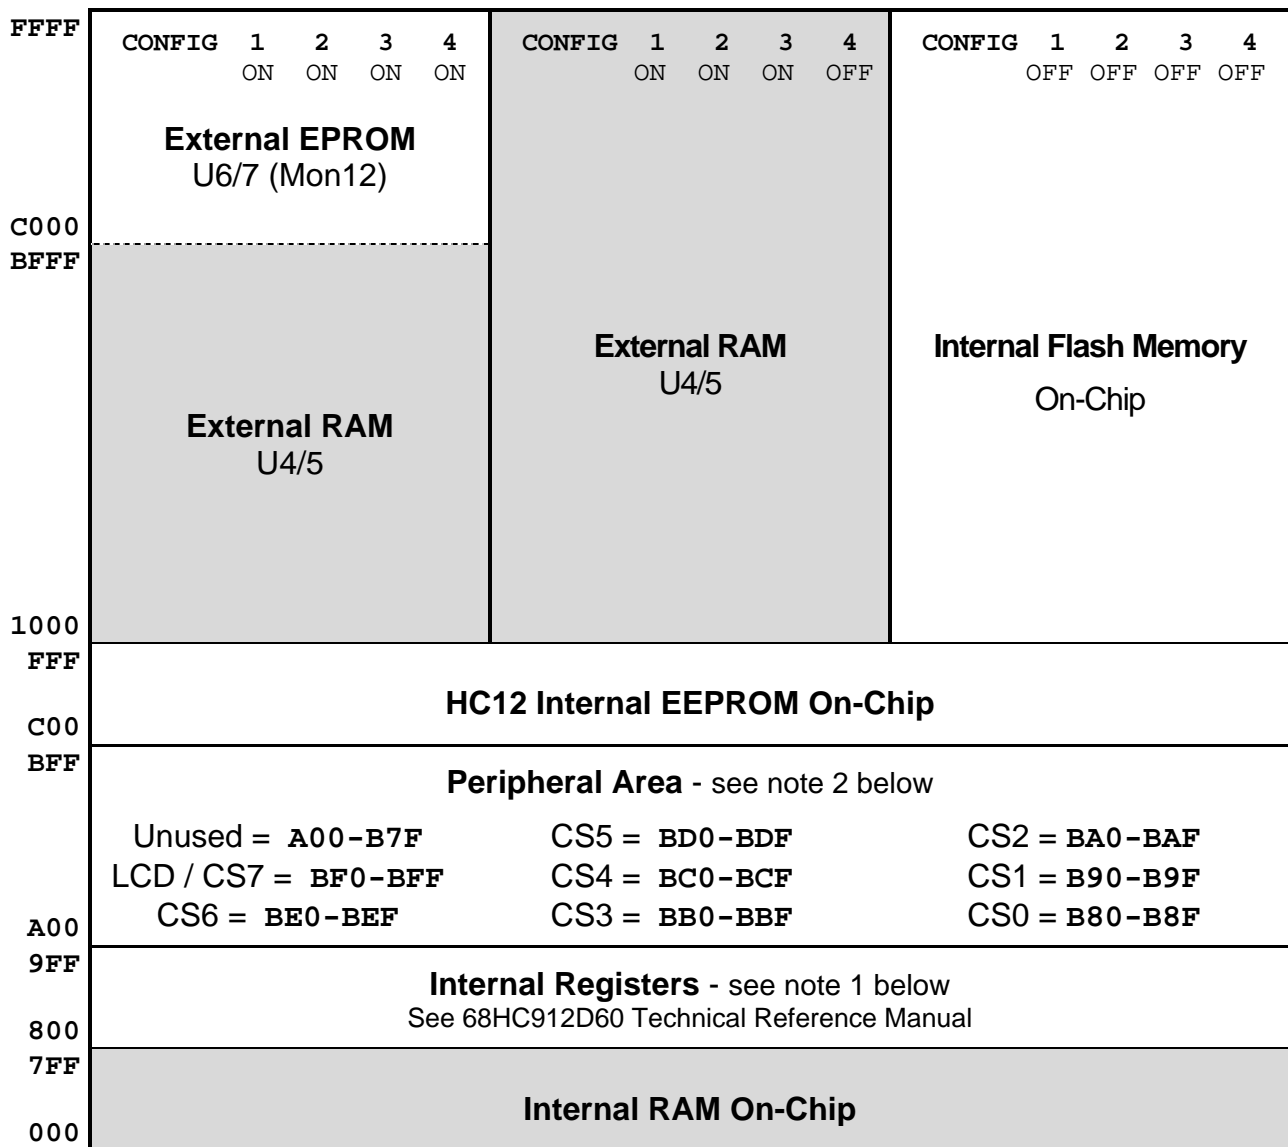 FFFF
CONFIG 1 2 3 4
ON ON ON ON
External EPROM
U6/7 (Mon12)
C000
BFFF
External RAM
U4/5
CONFIG 1 2 3 4
ON ON ON OFF
External RAM
U4/5
CONFIG 1 2 3 4
OFF OFF OFF OFF
Internal Flash Memory
On-Chip
1000
FFF
HC12 Internal EEPROM On-Chip
C00
BFF
Peripheral Area - see note 2 below
Unused = A00-B7F CS5 = BD0-BDF CS2 = BA0-BAF
LCD / CS7 = BF0-BFF CS4 = BC0-BCF CS1 = B90-B9F
CS6 = BE0-BEF CS3 = BB0-BBF CS0 = B80-B8F
A00
9FF
Internal Registers - see note 1 below
See 68HC912D60 Technical Reference Manual
800
7FF
Internal RAM On-Chip
000